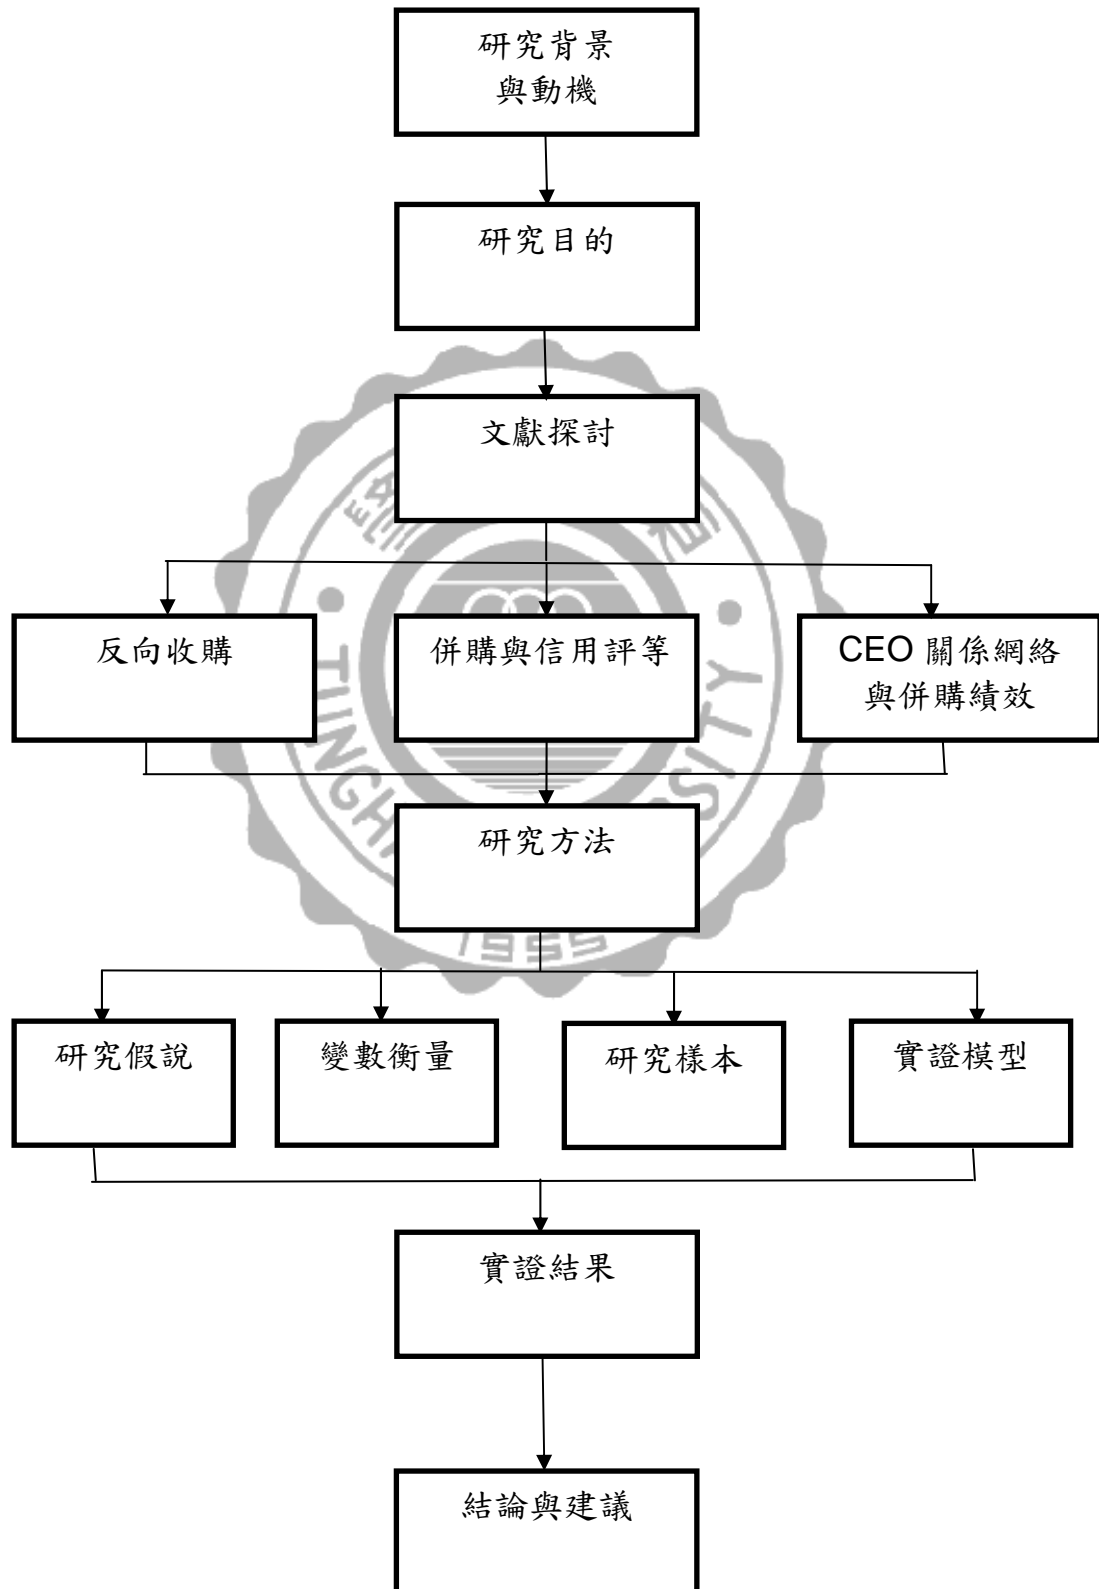 研究背景
與動機
研究目的
文獻探討
反向收購
併購與信用評等
CEO 關係網絡
與併購績效
研究方法
1955
研究假說
變數衡量
研究樣本
實證模型
實證結果
結論與建議